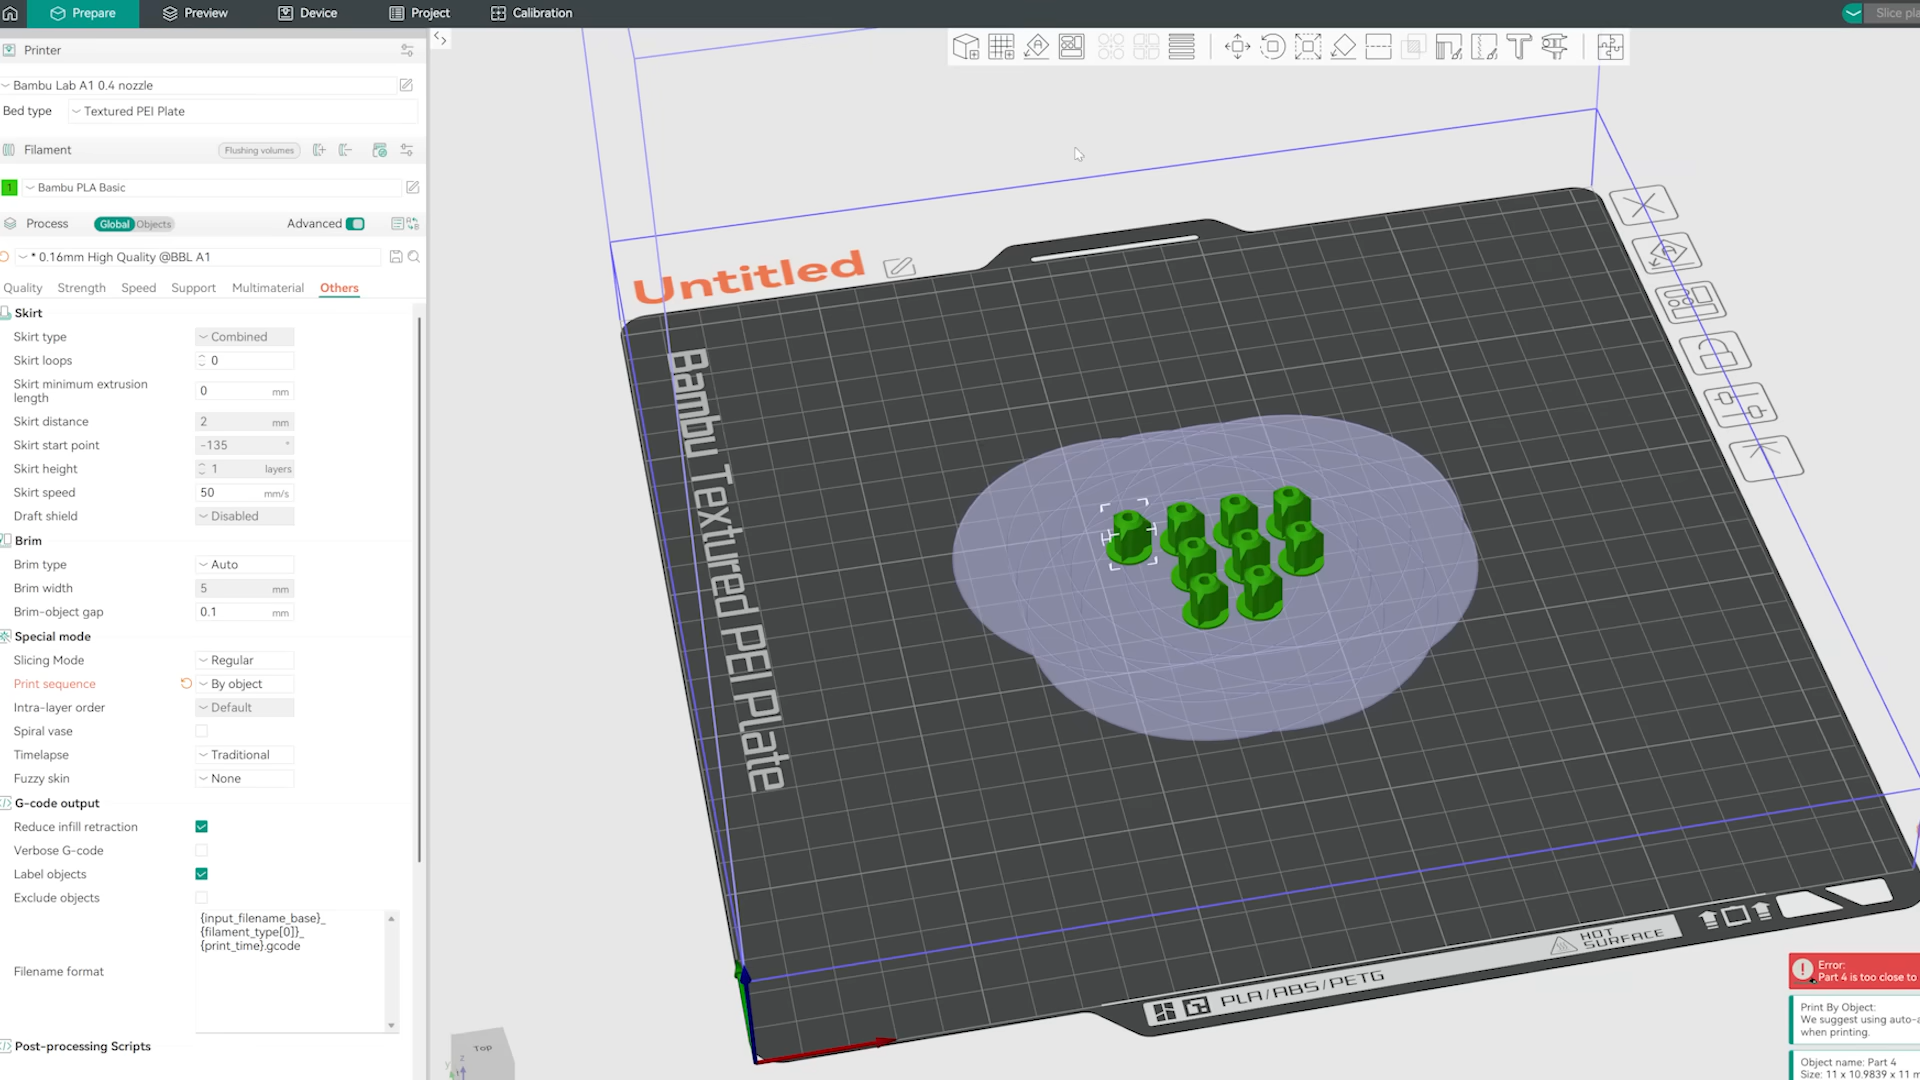 Prepare
Preview
Device
Project
Calibration
Slice pla
Printer
Bambu Lab A1 0.4 nozzle
Bed type
Textured PEI Plate
Filament
Flushing volumes
1
Bambu PLA Basic
Process
Global
Objects
Advanced
* 0.16mm High Quality @BBL A1
Quality
Strength
Speed
Support
Multimaterial
Others
Skirt
Skirt type
Combined
Skirt loops
0
Skirt minimum extrusion
length
0
mm
Skirt distance
2
mm
Skirt start point
-135
°
Skirt height
1
layers
Skirt speed
50
mm/s
Draft shield
Disabled
Brim
Brim type
Auto
Brim width
5
mm
Brim-object gap
0.1
mm
Special mode
Slicing Mode
Regular
Print sequence
By object
Intra-layer order
Default
Spiral vase
Timelapse
Traditional
Fuzzy skin
None
G-code output
Reduce infill retraction
Verbose G-code
Label objects
Exclude objects
Filename format
{input_filename_base}_
{filament_type[0]}_
{print_time}.gcode
Post-processing Scripts
Untitled
Bambu Textured PEI Plate
PLA/ABS/PETG
HOT
SURFACE
Top
Error:
Part 4 is too close to
Print By Object:
We suggest using auto-a
when printing.
Object name: Part 4
Size: 11 x 10.9839 x 11 m